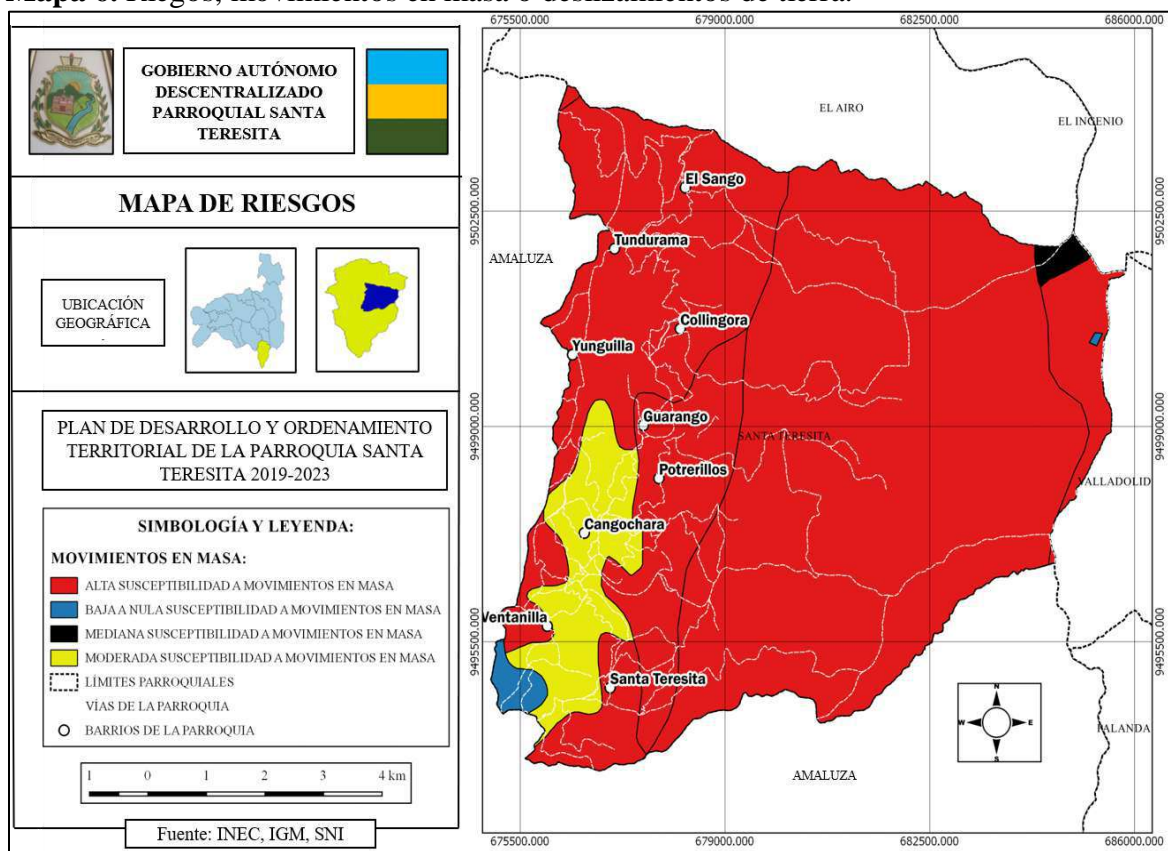 Mapa 6. Riegos, movimientos en masa o deslizamientos de tierra.
GOBIERNO AUTÓNOMO
DESCENTRALIZADO
PARROQUIAL SANTA
TERESITA
MAPA DE RIESGOS
UBICACIÓN
GEOGRÁFICA
PLAN DE DESARROLLO Y ORDENAMIENTO
TERRITORIAL DE LA PARROQUIA SANTA
TERESITA 2019-2023
SIMBOLOGÍA Y LEYENDA:
MOVIMIENTOS EN MASA:
ALTA SUSCEPTIBILIDAD A MOVIMIENTOS EN MASA
BAJA A NULA SUSCEPTIBILIDAD A MOVIMIENTOS EN MASA
MEDIANA SUSCEPTIBILIDAD A MOVIMIENTOS EN MASA
MODERADA SUSCEPTIBILIDAD A MOVIMIENTOS EN MASA
LÍMITES PARROQUIALES
VÍAS DE LA PARROQUIA
BARRIOS DE LA PARROQUIA
1 0 1 2 3 4 km
Fuente: INEC, IGM, SNI
675500.000 679000.000 682500.000 686000.000
EL AIRO
EL INGENIO
El Sango
9502500.000 9502500.000
Tundurama
AMALUZA
Collingora
Yunguilla
Guarango
9499000.000 9499000.000
SANTA TERESITA
Potrerillos
VALLADOLID
Cangochara
Ventanilla
9495500.000 9495500.000
Santa Teresita
N
W E
S
PALANDA
AMALUZA
675500.000 679000.000 682500.000 686000.000